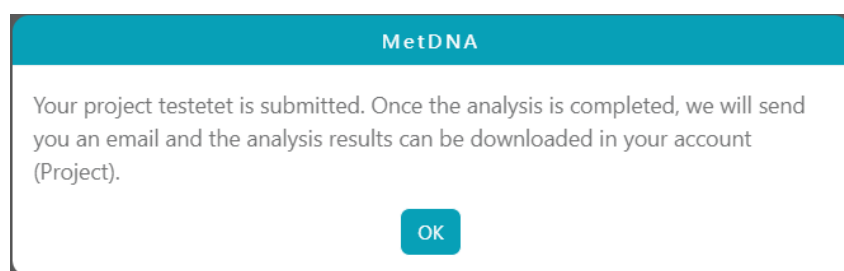 MetDNA
Your project testetet is submitted. Once the analysis is completed, we will send
you an email and the analysis results can be downloaded in your account
(Project).
OK